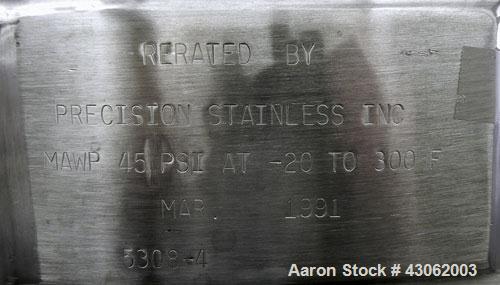 RERATED BY
PRECISION STAINLESS INC
MAWP 45 PSI AT -20 TO 300 F
MAR. 1991
5308-4
Aaron Stock # 43062003